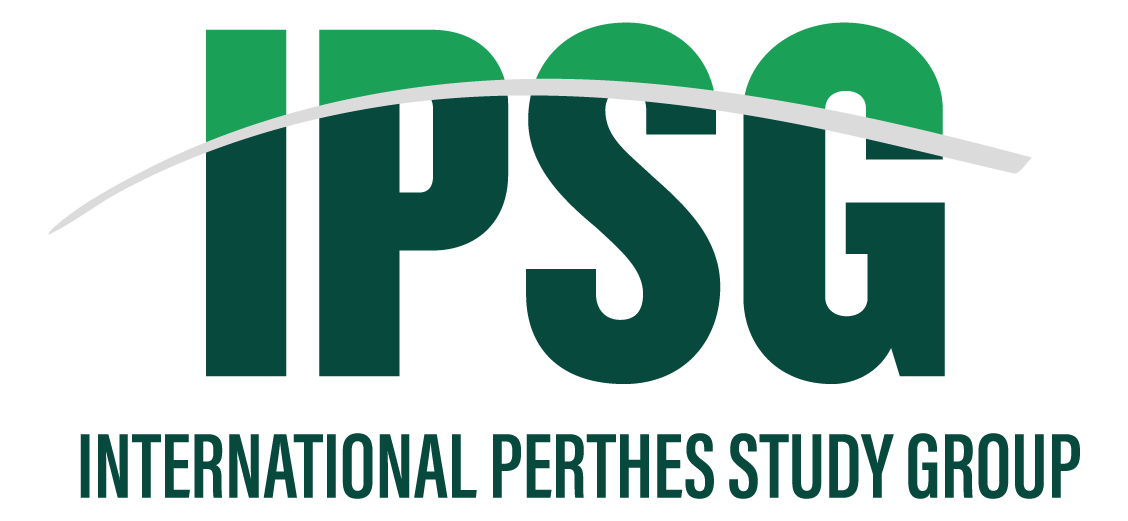 IPSG
INTERNATIONAL PERTHES STUDY GROUP